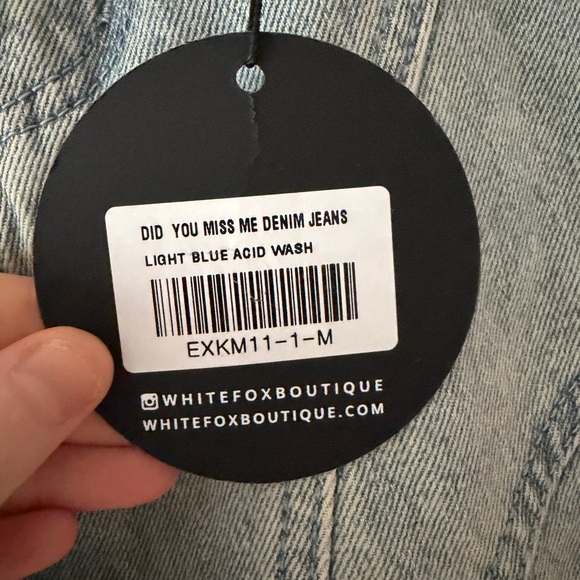 DID YOU MISS ME DENIM JEANS
LIGHT BLUE ACID WASH
EXKM11-1-M
WHITEFOXBOUTIQUE
WHITEFOXBOUTIQUE.COM